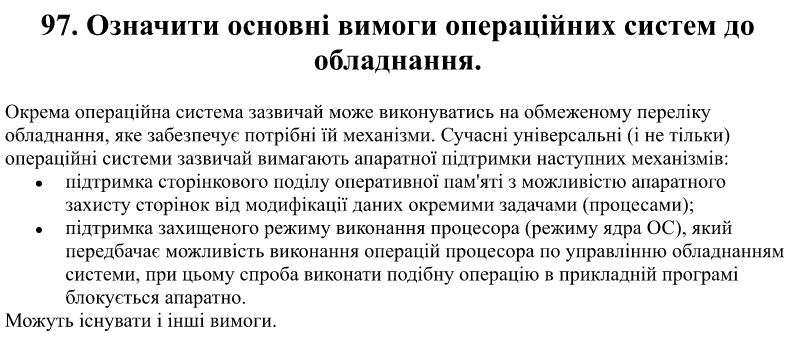 97. Означити основні вимоги операційних систем до
обладнання.
Окрема операційна система зазвичай може виконуватись на обмеженому переліку
обладнання, яке забезпечує потрібні їй механізми. Сучасні універсальні (і не тільки)
операційні системи зазвичай вимагають апаратної підтримки наступних механізмів:
• підтримка сторінкового поділу оперативної пам'яті з можливістю апаратного
захисту сторінок від модифікації даних окремими задачами (процесами);
• підтримка захищеного режиму виконання процесора (режиму ядра ОС), який
передбачає можливість виконання операцій процесора по управлінню обладнанням
системи, при цьому спроба виконати подібну операцію в прикладній програмі
блокується апаратно.
Можуть існувати і інші вимоги.